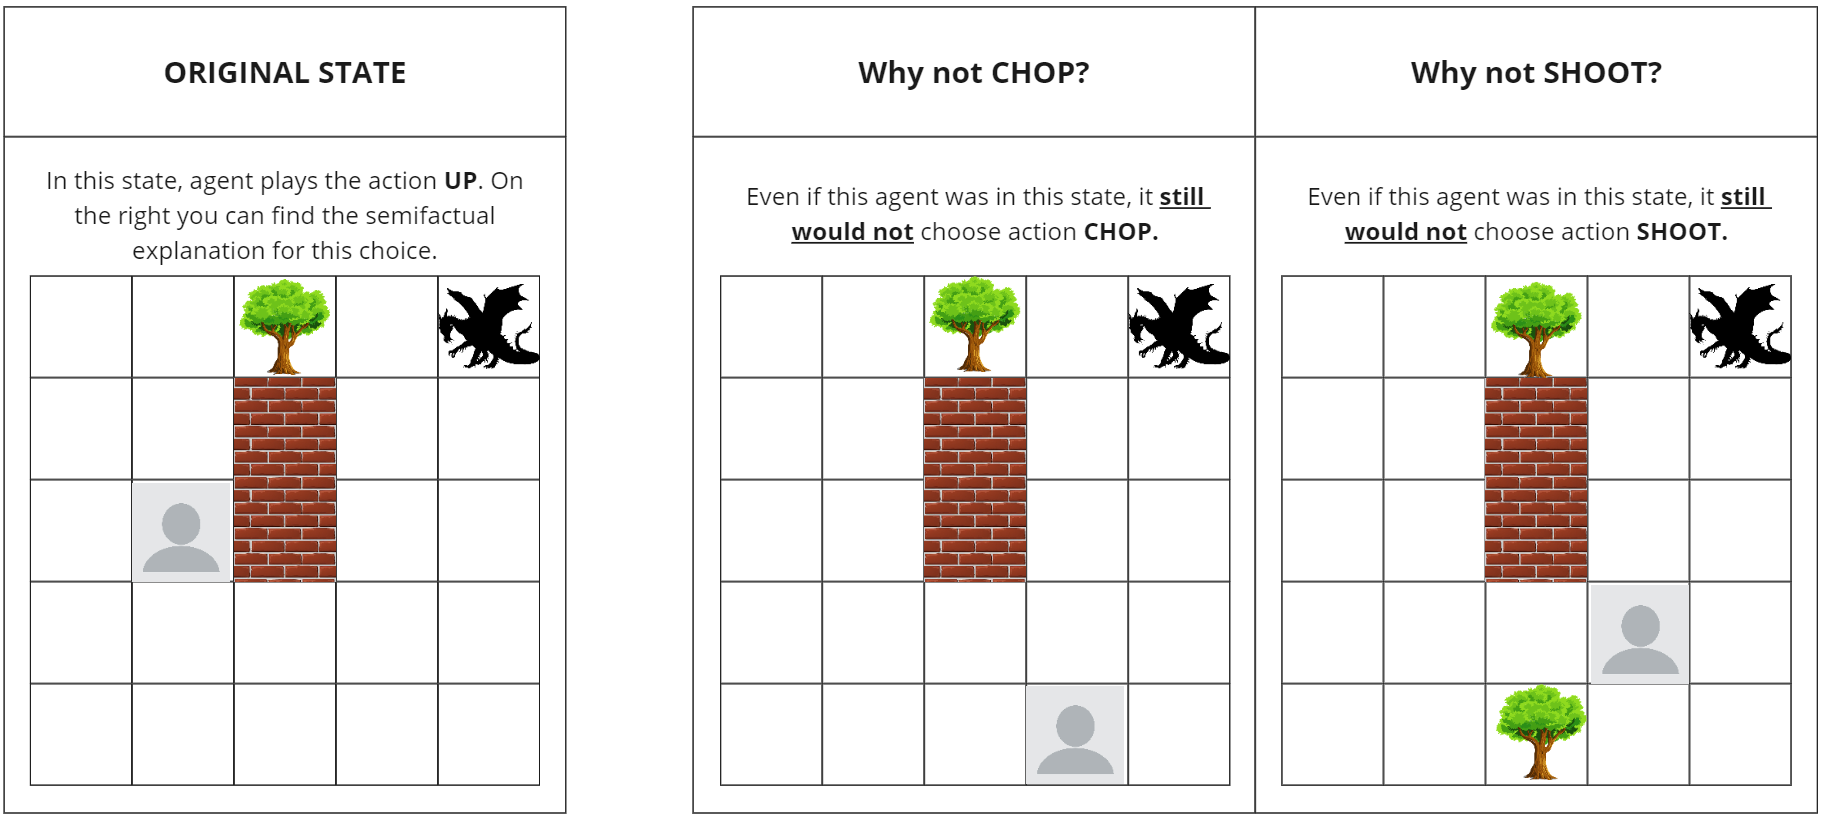 ORIGINAL STATE
In this state, agent plays the action UP. On
the right you can find the semifactual
explanation for this choice.
Why not CHOP?
Even if this agent was in this state, it still
would not choose action CHOP.
Why not SHOOT?
Even if this agent was in this state, it still
would not choose action SHOOT.